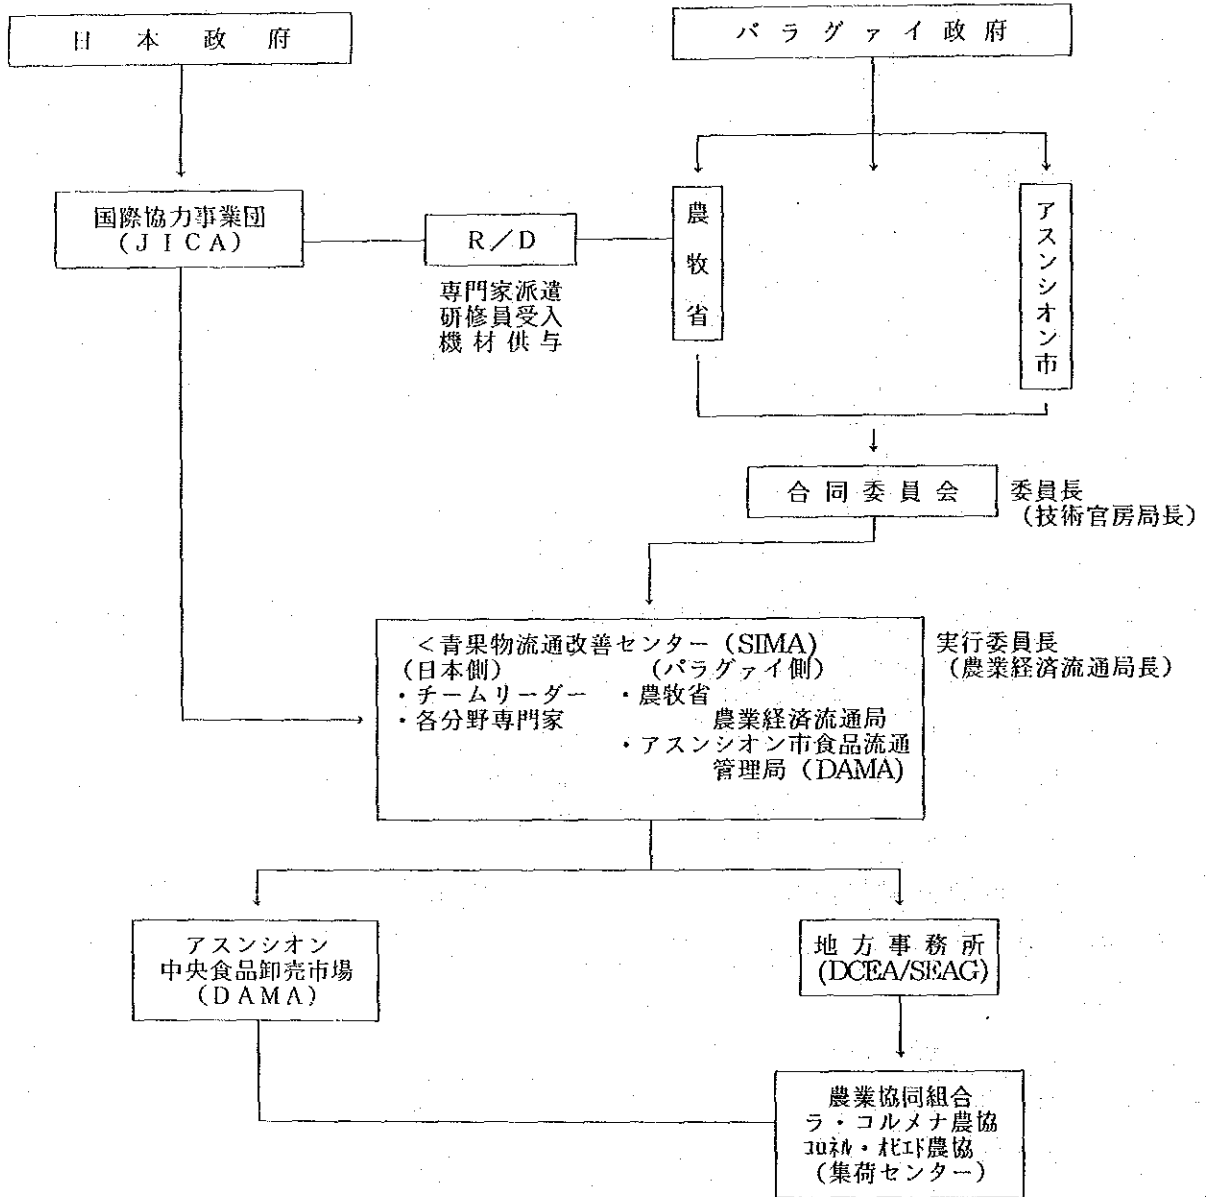 日本政府
パラグァイ政府
国際協力事業団
(JICA)
R/D
専門家派遣
研修員受入
機材供与
農牧省
アスンシオン市
合同委員会
委員長
(技術官房局長)
<青果物流通改善センター(SIMA)
(日本側) (パラグァイ側)
・チームリーダー ・農牧省
・各分野専門家 農業経済流通局
・アスンシオン市食品流通
管理局(DAMA)
実行委員長
(農業経済流通局長)
アスンシオン
中央食品卸売市場
(DAMA)
地方事務所
(DCEA/SEAG)
農業協同組合
ラ・コルメナ農協
コロネル・オビエド農協
(集荷センター)